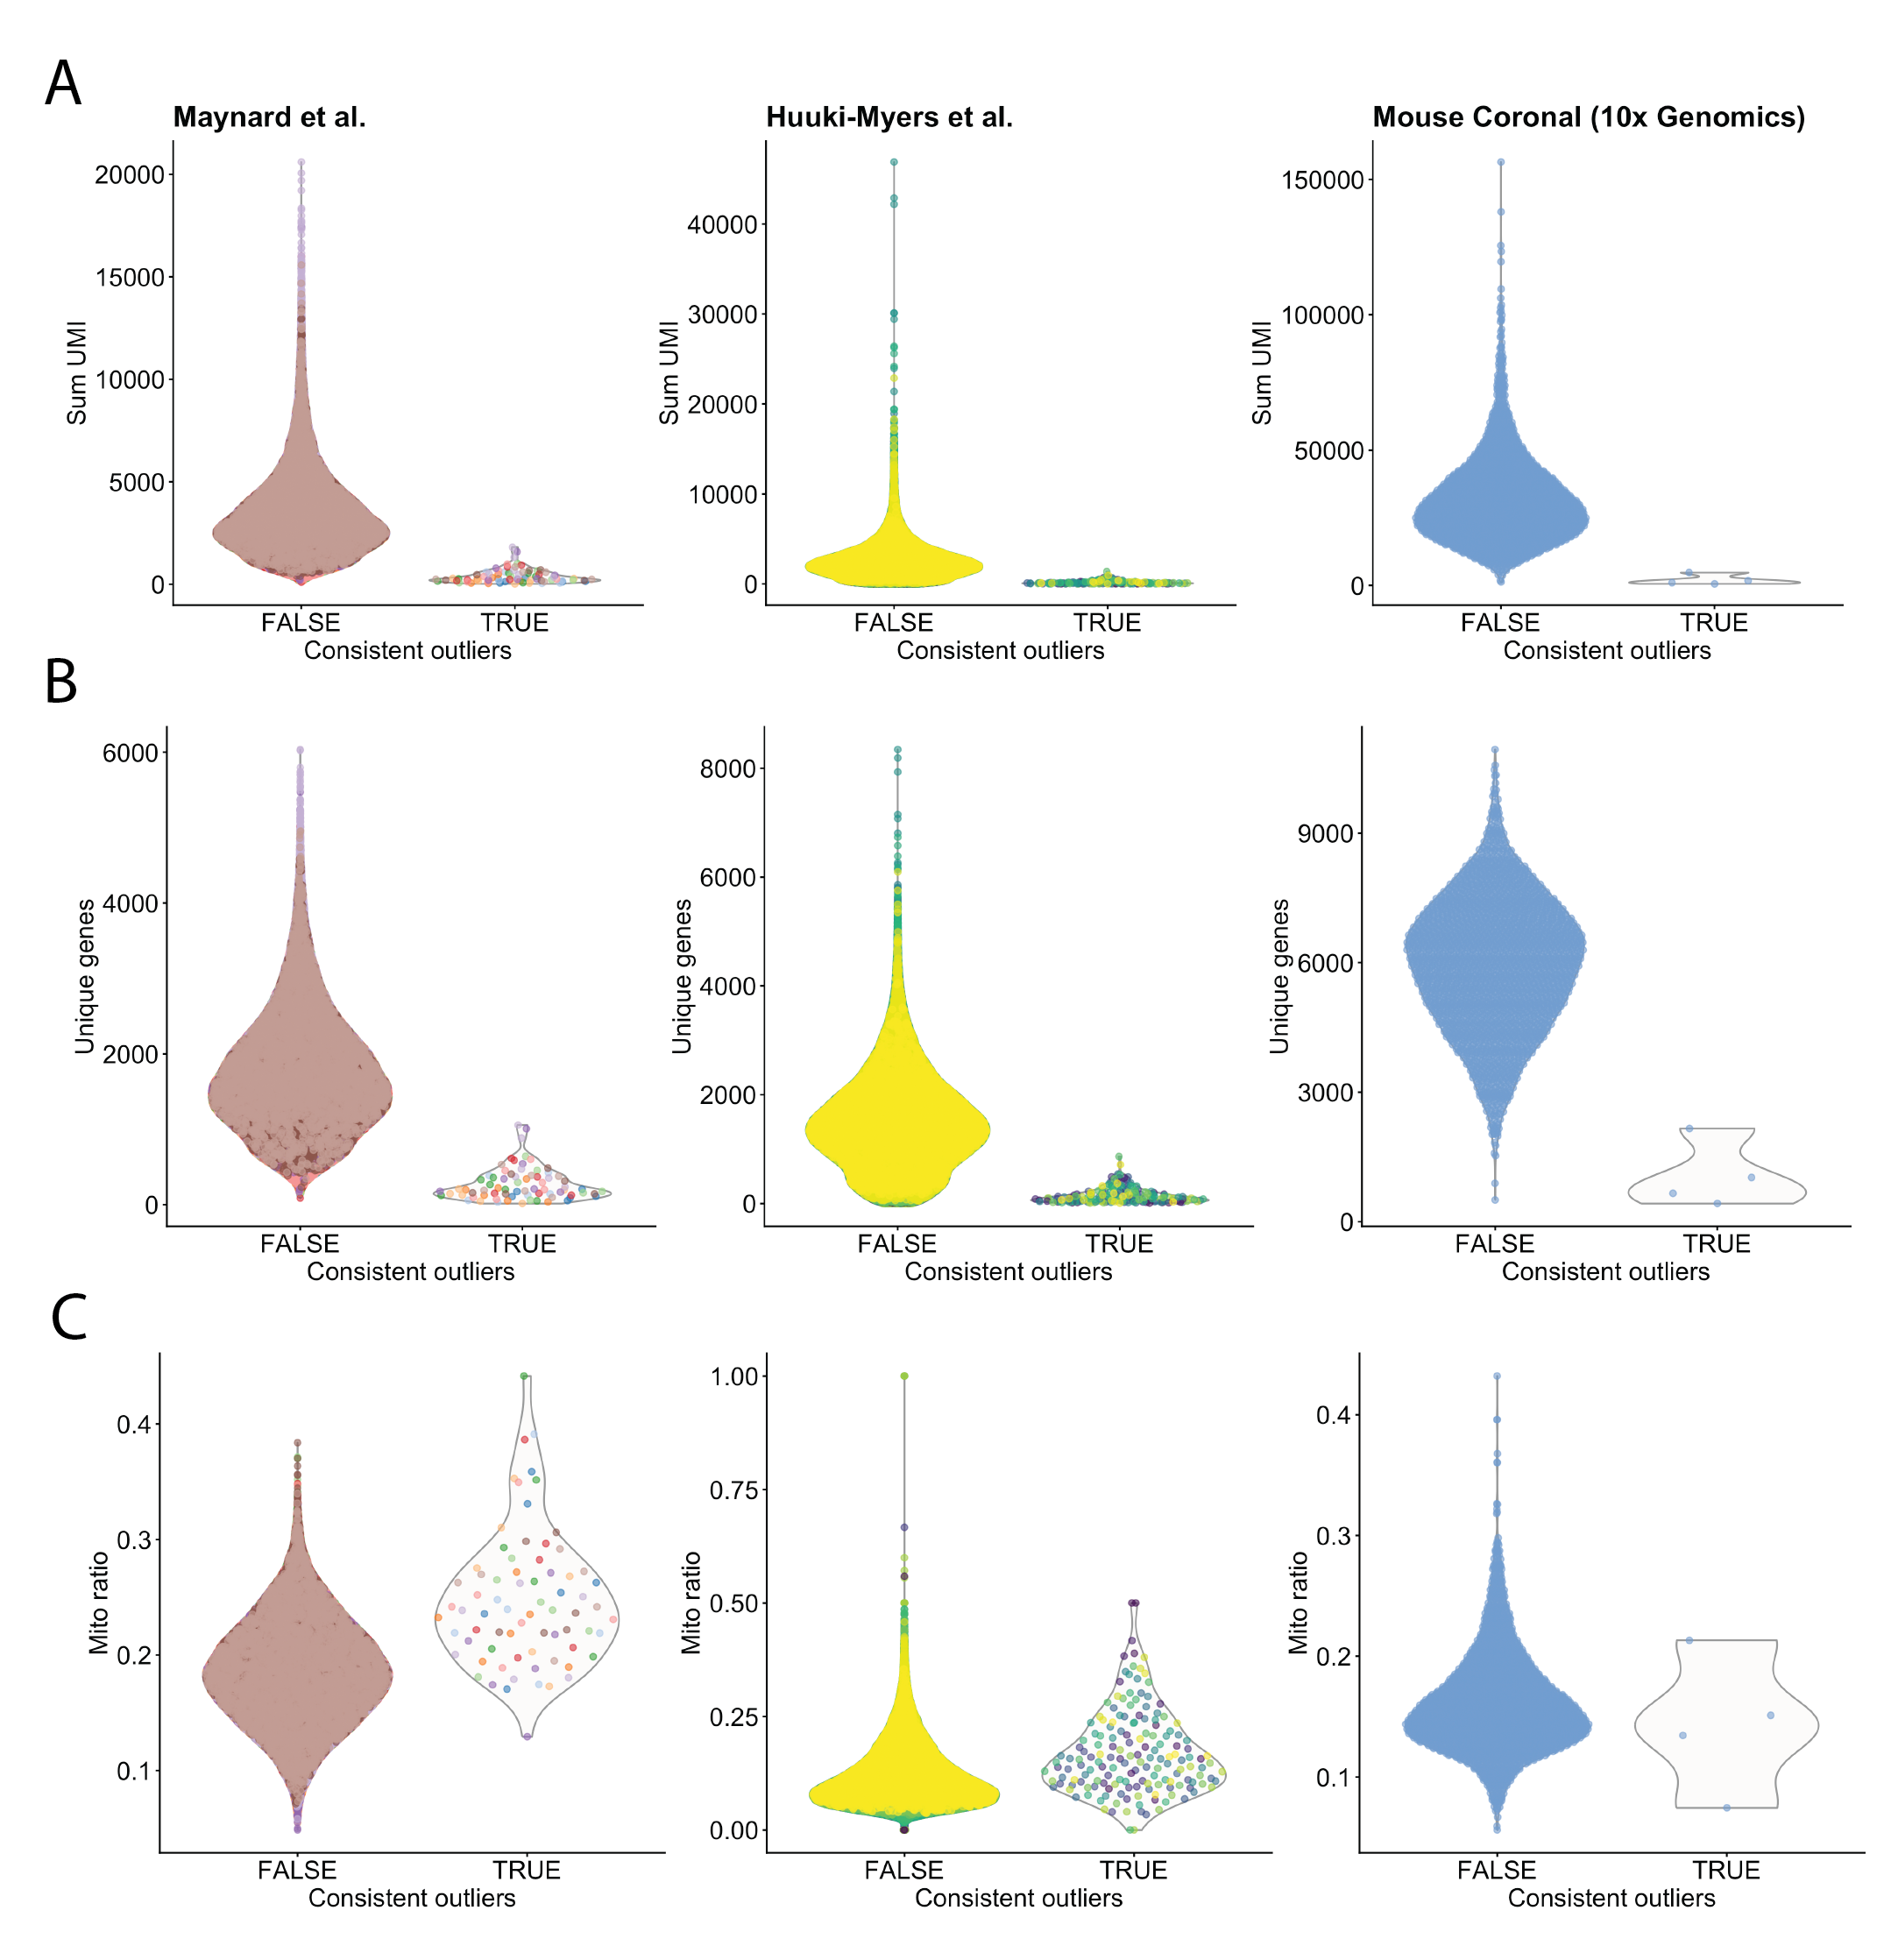 A
Maynard et al.
Huuki-Myers et al.
Mouse Coronal (10x Genomics)
Sum UMI
20000
15000
10000
5000
0
FALSE
TRUE
Consistent outliers
Sum UMI
40000
30000
20000
10000
0
FALSE
TRUE
Consistent outliers
Sum UMI
150000
100000
50000
0
FALSE
TRUE
Consistent outliers
B
Unique genes
6000
4000
2000
0
FALSE
TRUE
Consistent outliers
Unique genes
8000
6000
4000
2000
0
FALSE
TRUE
Consistent outliers
Unique genes
9000
6000
3000
0
FALSE
TRUE
Consistent outliers
C
Mito ratio
0.4
0.3
0.2
0.1
FALSE
TRUE
Consistent outliers
Mito ratio
1.00
0.75
0.50
0.25
0.00
FALSE
TRUE
Consistent outliers
Mito ratio
0.4
0.3
0.2
0.1
FALSE
TRUE
Consistent outliers